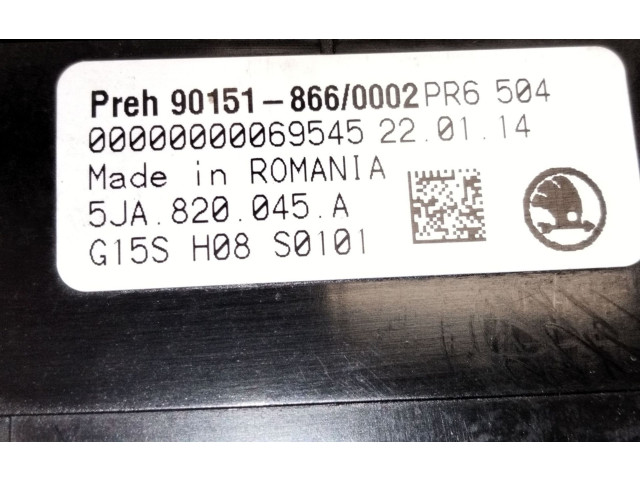 Preh 90151-866/0002 PR6 504
00000000069545 22.01.14
Made in ROMANIA
5JA.820.045.A
G15S H08 S0101